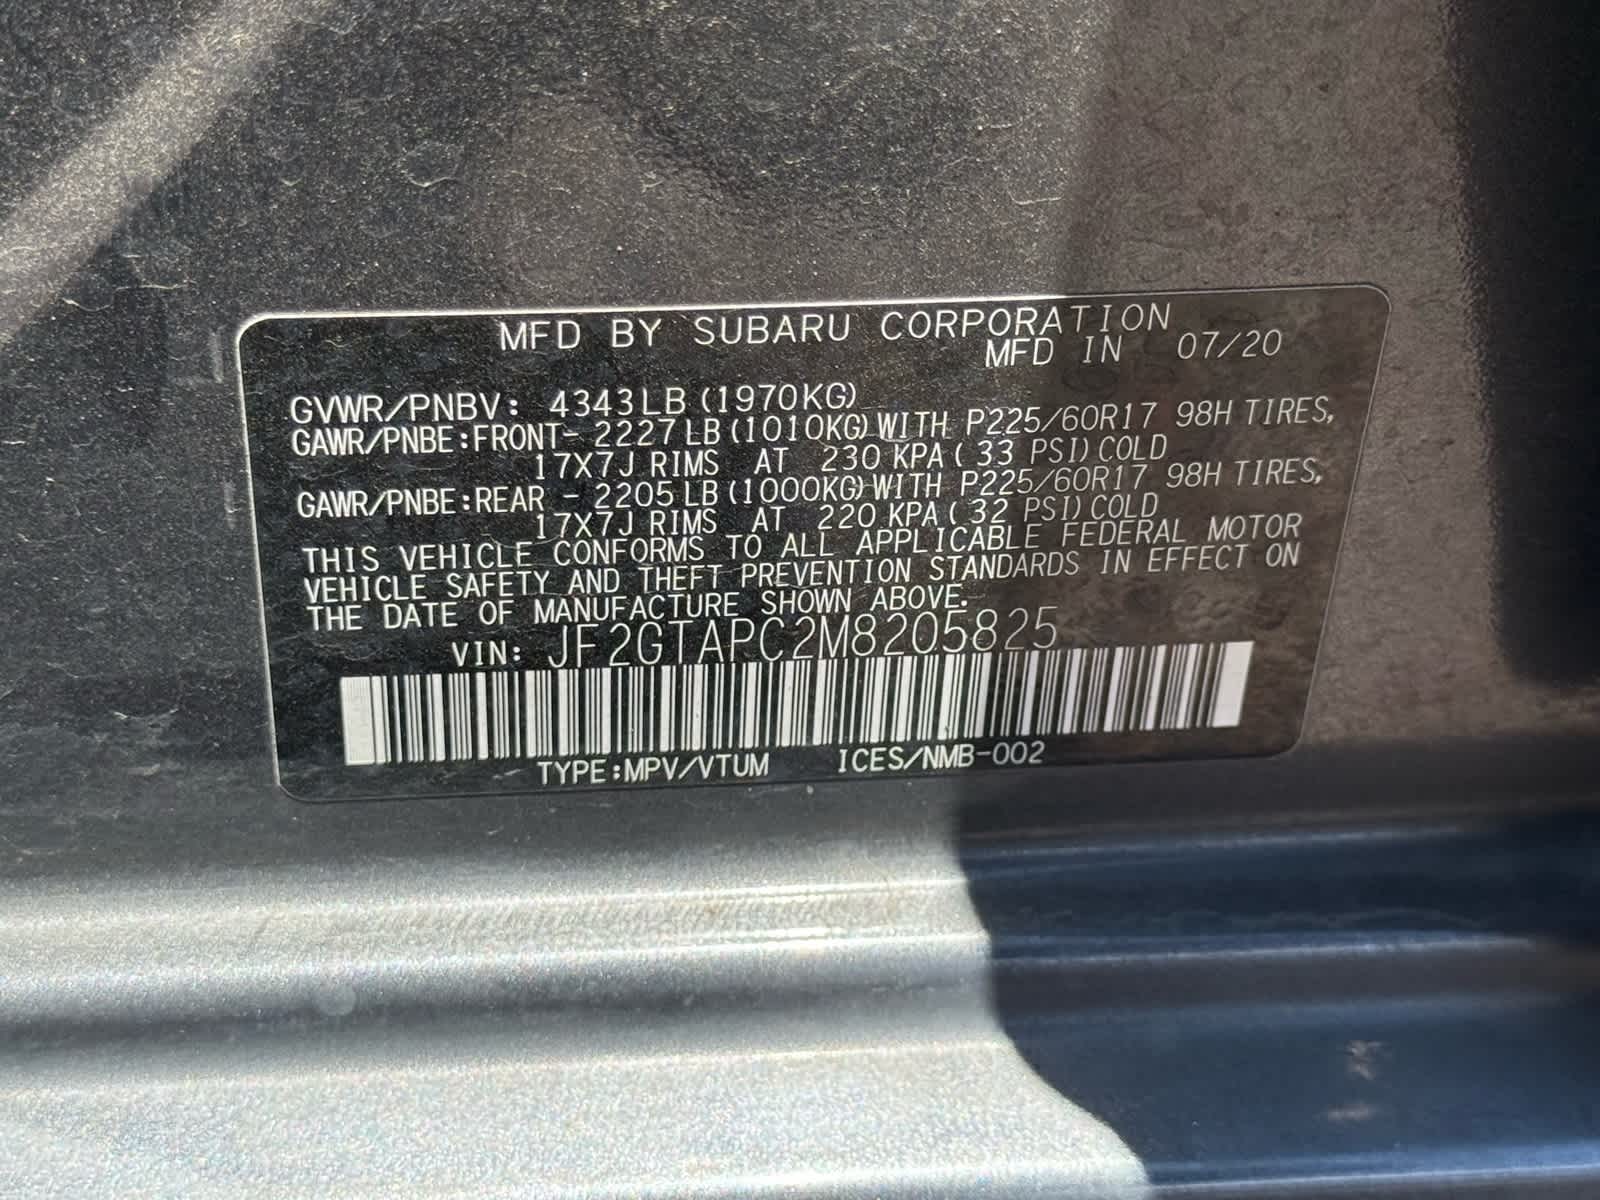 MFD BY SUBARU CORPORATION
MFD IN 07/20
GVWR/PNBV: 4343LB (1970KG)
GAWR/PNBE:FRONT- 2227LB (1010KG) WITH P225/60R17 98H TIRES,
17X7J RIMS AT 230 KPA ( 33 PSI) COLD
GAWR/PNBE:REAR - 2205LB (1000KG) WITH P225/60R17 98H TIRES,
17X7J RIMS AT 220 KPA ( 32 PSI) COLD
THIS VEHICLE CONFORMS TO ALL APPLICABLE FEDERAL MOTOR
VEHICLE SAFETY AND THEFT PREVENTION STANDARDS IN EFFECT ON
THE DATE OF MANUFACTURE SHOWN ABOVE.
VIN: JF2GTAPC2M8205825
TYPE:MPV/VTUM ICES/NMB-002